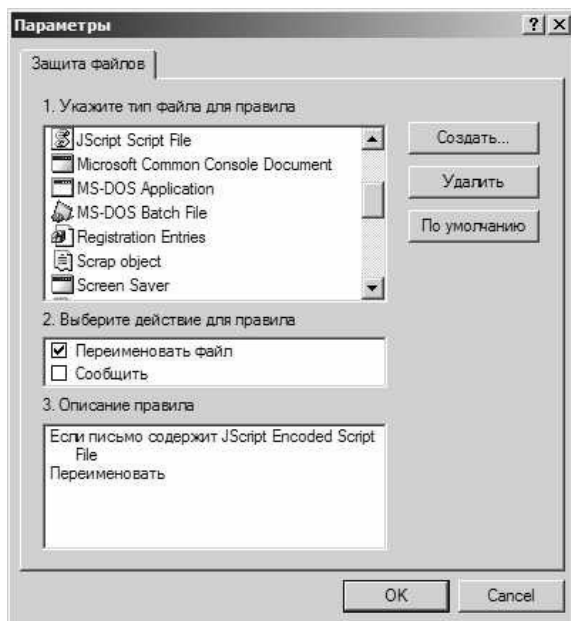 Параметры
Защита файлов
1. Укажите тип файла для правила
JScript Script File
Microsoft Common Console Document
MS-DOS Application
MS-DOS Batch File
Registration Entries
Scrap object
Screen Saver
Создать...
Удалить
По умолчанию
2. Выберите действие для правила
Переименовать файл
Сообщить
3. Описание правила
Если письмо содержит JScript Encoded Script
File
Переименовать
OK
Cancel